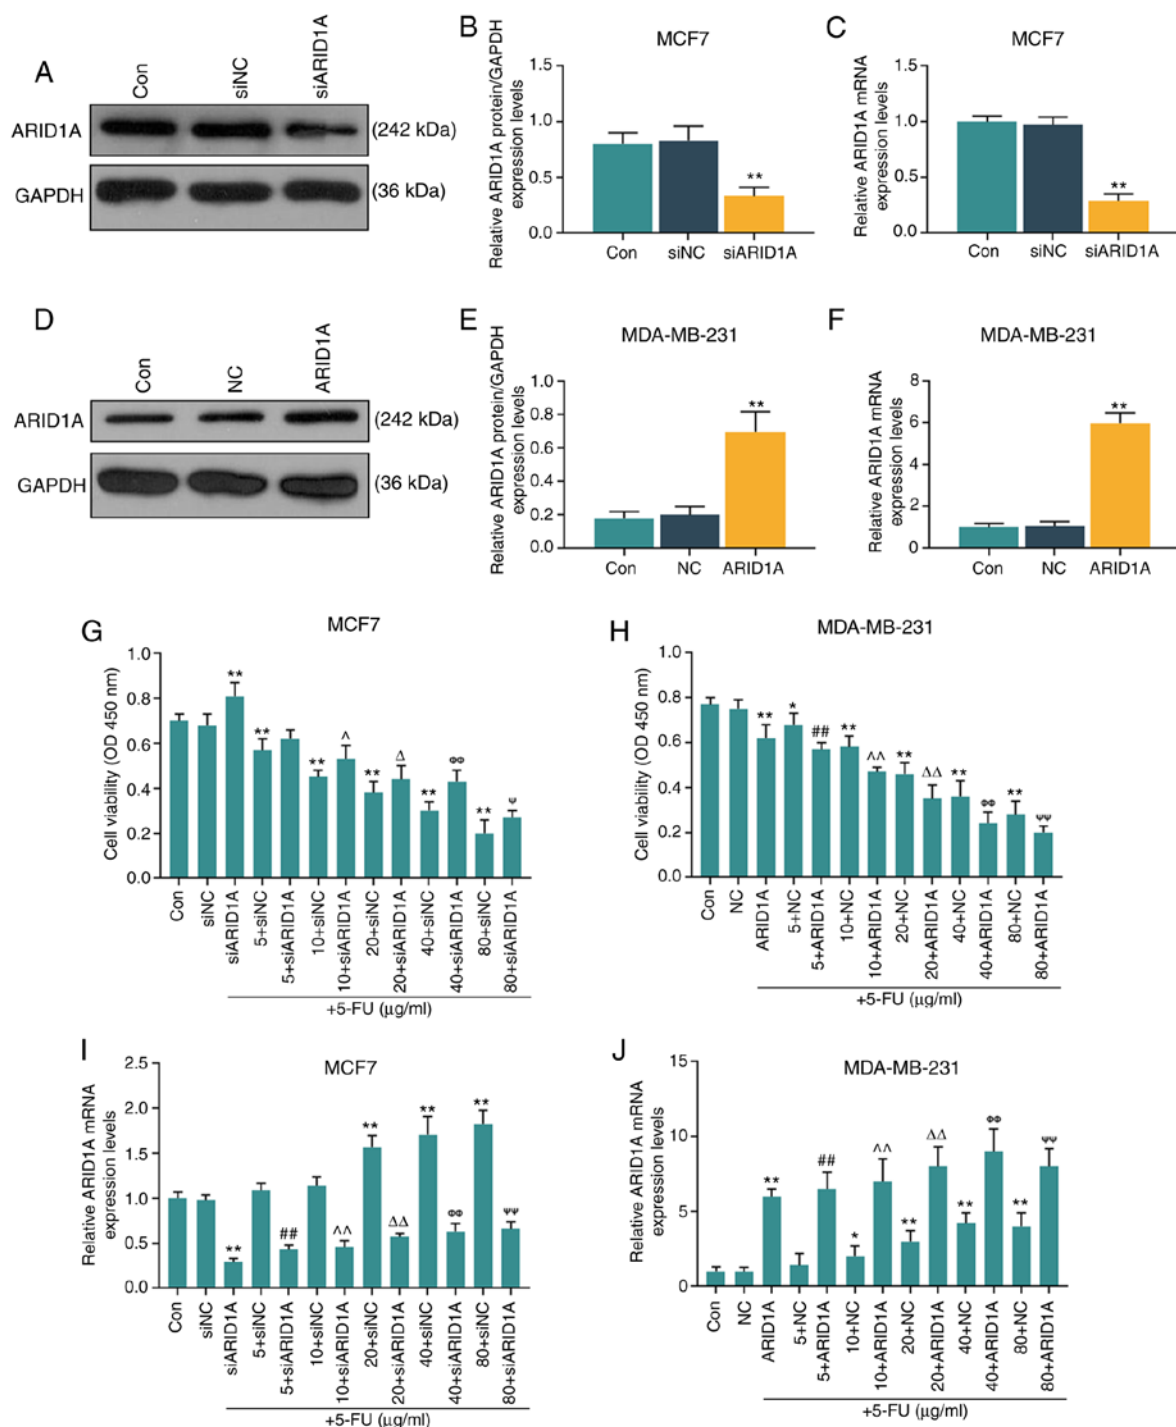 A
Con
siNC
siARID1A
ARID1A
(242 kDa)
GAPDH
(36 kDa)
B
MCF7
Relative ARID1A protein/GAPDH
expression levels
1.5
1.0
0.5
0.0
**
Con
siNC
siARID1A
C
MCF7
Relative ARID1A mRNA
expression levels
1.5
1.0
0.5
0.0
**
Con
siNC
siARID1A
D
Con
NC
ARID1A
ARID1A
(242 kDa)
GAPDH
(36 kDa)
E
MDA-MB-231
Relative ARID1A protein/GAPDH
expression levels
1.0
0.8
0.6
0.4
0.2
0.0
**
Con
NC
ARID1A
F
MDA-MB-231
Relative ARID1A mRNA
expression levels
8
6
4
2
0
**
Con
NC
ARID1A
G
MCF7
Cell viability (OD 450 nm)
1.0
0.8
0.6
0.4
0.2
0.0
**
**
**
^
**
Δ
**
ΦΦ
**
Ψ
Con
siNC
siARID1A
5+siNC
5+siARID1A
10+siNC
10+siARID1A
20+siNC
20+siARID1A
40+siNC
40+siARID1A
80+siNC
80+siARID1A
+5-FU (µg/ml)
H
MDA-MB-231
Cell viability (OD 450 nm)
1.0
0.8
0.6
0.4
0.2
0.0
**
*
##
**
^^
**
ΔΔ
**
ΦΦ
**
ΨΨ
Con
NC
ARID1A
5+NC
5+ARID1A
10+NC
10+ARID1A
20+NC
20+ARID1A
40+NC
40+ARID1A
80+NC
80+ARID1A
+5-FU (µg/ml)
I
MCF7
Relative ARID1A mRNA
expression levels
2.5
2.0
1.5
1.0
0.5
0.0
**
##
^^
**
ΔΔ
**
ΦΦ
**
ΨΨ
Con
siNC
siARID1A
5+siNC
5+siARID1A
10+siNC
10+siARID1A
20+siNC
20+siARID1A
40+siNC
40+siARID1A
80+siNC
80+siARID1A
+5-FU (µg/ml)
J
MDA-MB-231
Relative ARID1A mRNA
expression levels
15
10
5
0
**
##
*
^^
**
ΔΔ
**
ΦΦ
**
ΨΨ
Con
NC
ARID1A
5+NC
5+ARID1A
10+NC
10+ARID1A
20+NC
20+ARID1A
40+NC
40+ARID1A
80+NC
80+ARID1A
+5-FU (µg/ml)